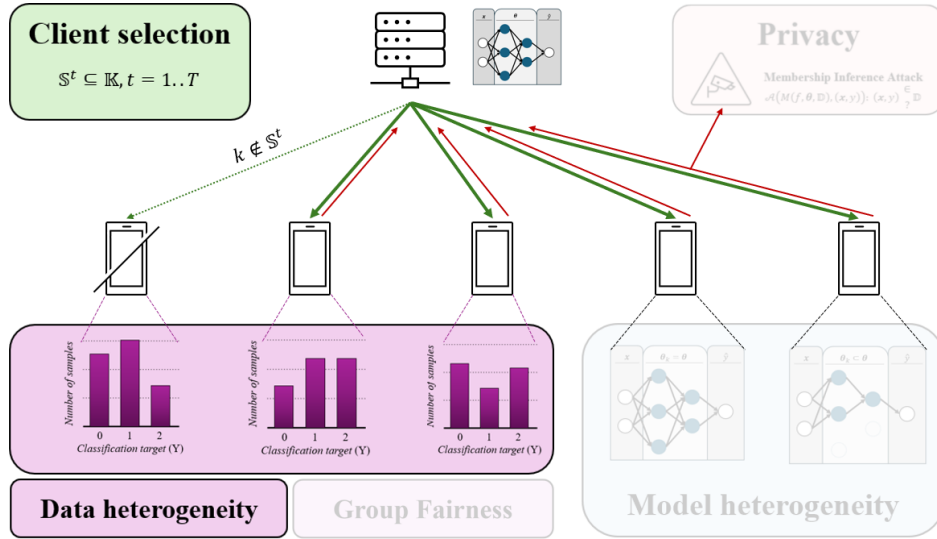 Client selection
𝕊ᵗ ⊆ 𝕂, t = 1..T
x θ ŷ
Privacy
Membership Inference Attack
𝒜(M(f, θ, 𝔻), (x, y)): (x, y) ∈ 𝔻
?
k ∉ 𝕊ᵗ
Number of samples
0 1 2
Classification target (Y)
Number of samples
0 1 2
Classification target (Y)
Number of samples
0 1 2
Classification target (Y)
x θₖ = θ ŷ
x θₖ ⊂ θ ŷ
Data heterogeneity
Group Fairness
Model heterogeneity